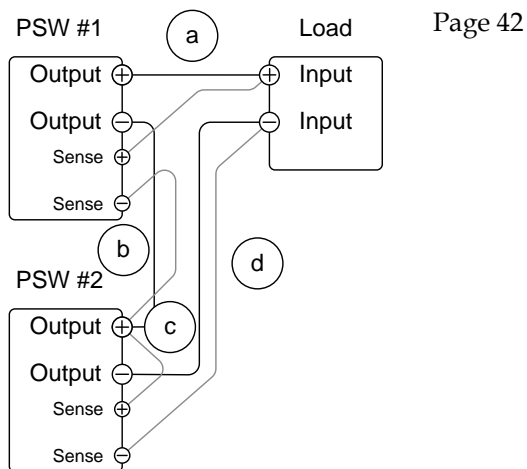 PSW #1
a
Load
Page 42
Output +
+ Input
Output −
− Input
Sense +
Sense −
b
d
PSW #2
Output +
c
Output −
Sense +
Sense −